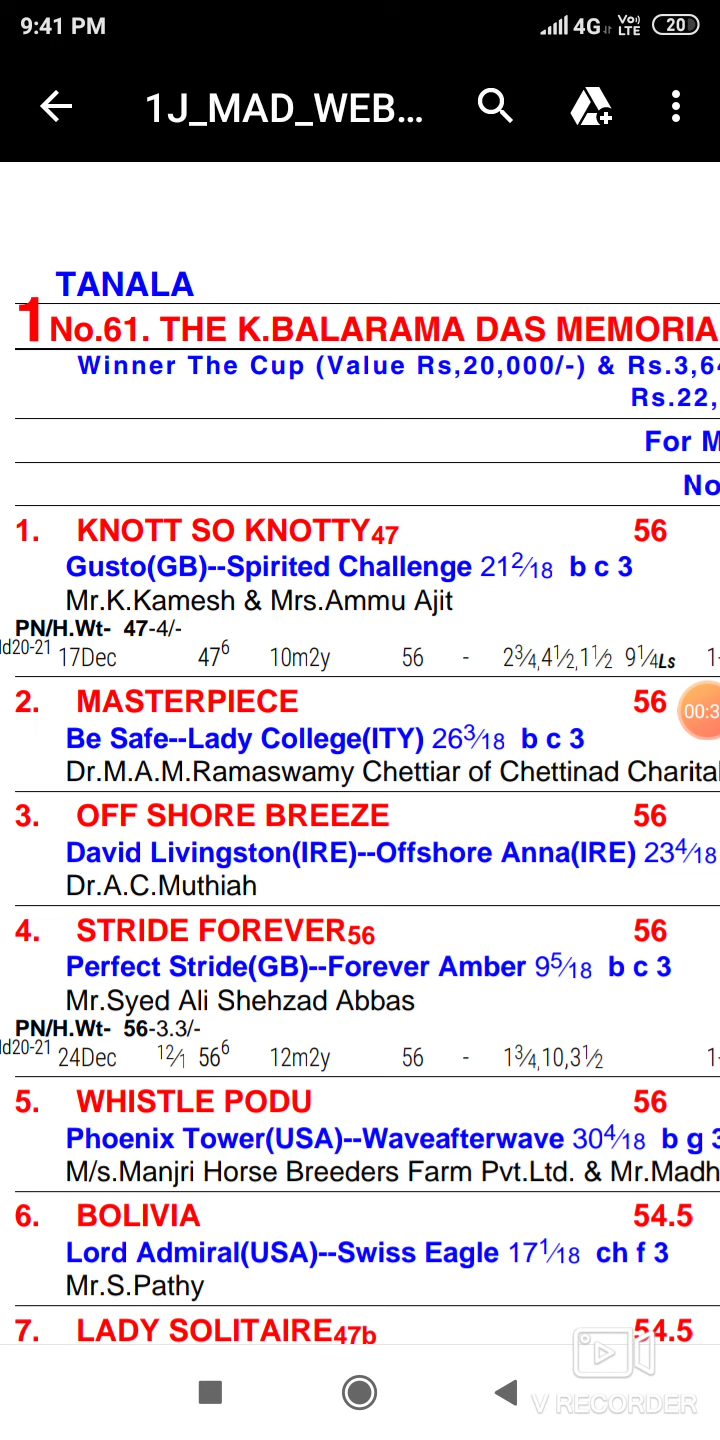 9:41 PM 4G Vo) LTE 20
1J_MAD_WEB...
TANALA
1 No.61. THE K.BALARAMA DAS MEMORIA
Winner The Cup (Value Rs,20,000/-) & Rs.3,64
Rs.22,
For M
No
1. KNOTT SO KNOTTY47 56
Gusto(GB)--Spirited Challenge 21²⁄18 b c 3
Mr.K.Kamesh & Mrs.Ammu Ajit
PN/H.Wt- 47-4/-
Md20-21 17Dec 47⁶ 10m2y 56 - 2¾,4½,1½ 9¼Ls 1-
2. MASTERPIECE 56
00:3
Be Safe--Lady College(ITY) 26³⁄18 b c 3
Dr.M.A.M.Ramaswamy Chettiar of Chettinad Charital
3. OFF SHORE BREEZE 56
David Livingston(IRE)--Offshore Anna(IRE) 23⁴⁄18
Dr.A.C.Muthiah
4. STRIDE FOREVER56 56
Perfect Stride(GB)--Forever Amber 9⁵⁄18 b c 3
Mr.Syed Ali Shehzad Abbas
PN/H.Wt- 56-3.3/-
Md20-21 24Dec 12⁄1 56⁶ 12m2y 56 - 1¾,10,3½ 1-
5. WHISTLE PODU 56
Phoenix Tower(USA)--Waveafterwave 30⁴⁄18 b g 3
M/s.Manjri Horse Breeders Farm Pvt.Ltd. & Mr.Madh
6. BOLIVIA 54.5
Lord Admiral(USA)--Swiss Eagle 17¹⁄18 ch f 3
Mr.S.Pathy
7. LADY SOLITAIRE47b 54.5
V RECORDER